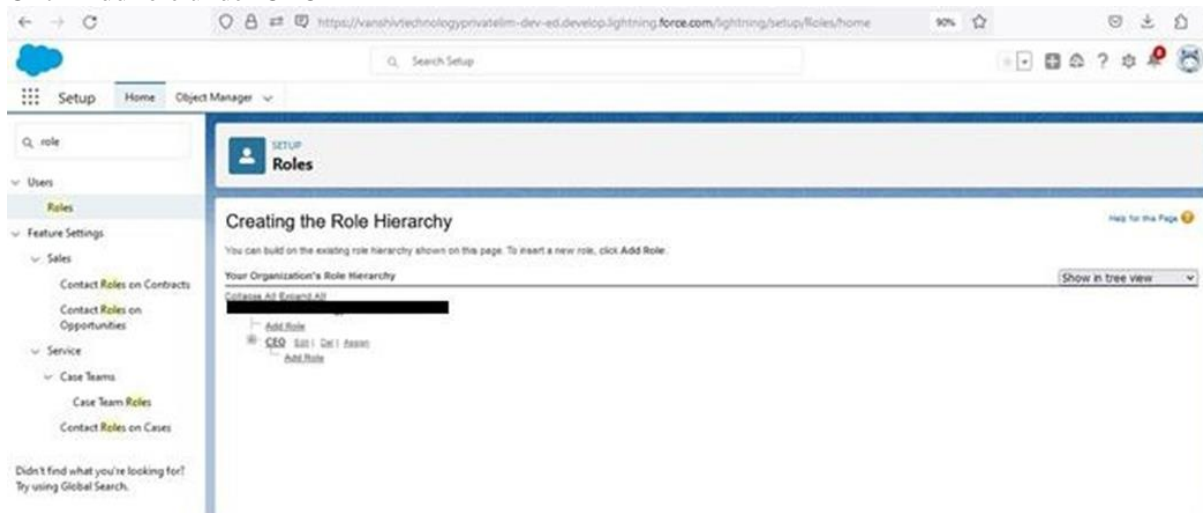 https://vanshivtechnologyprivatelim-dev-ed.develop.lightning.force.com/lightning/setup/Roles/home
90%
Search Setup
Setup Home Object Manager
role
SETUP
Roles
Users
Roles
Feature Settings
Sales
Contact Roles on Contracts
Contact Roles on
Opportunities
Service
Case Teams
Case Team Roles
Contact Roles on Cases
Didn't find what you're looking for?
Try using Global Search.
Creating the Role Hierarchy
Help for this Page
You can build on the existing role hierarchy shown on this page. To insert a new role, click Add Role.
Your Organization's Role Hierarchy
Show in tree view
Collapse All Expand All
Add Role
CEO Edit | Del | Assign
Add Role